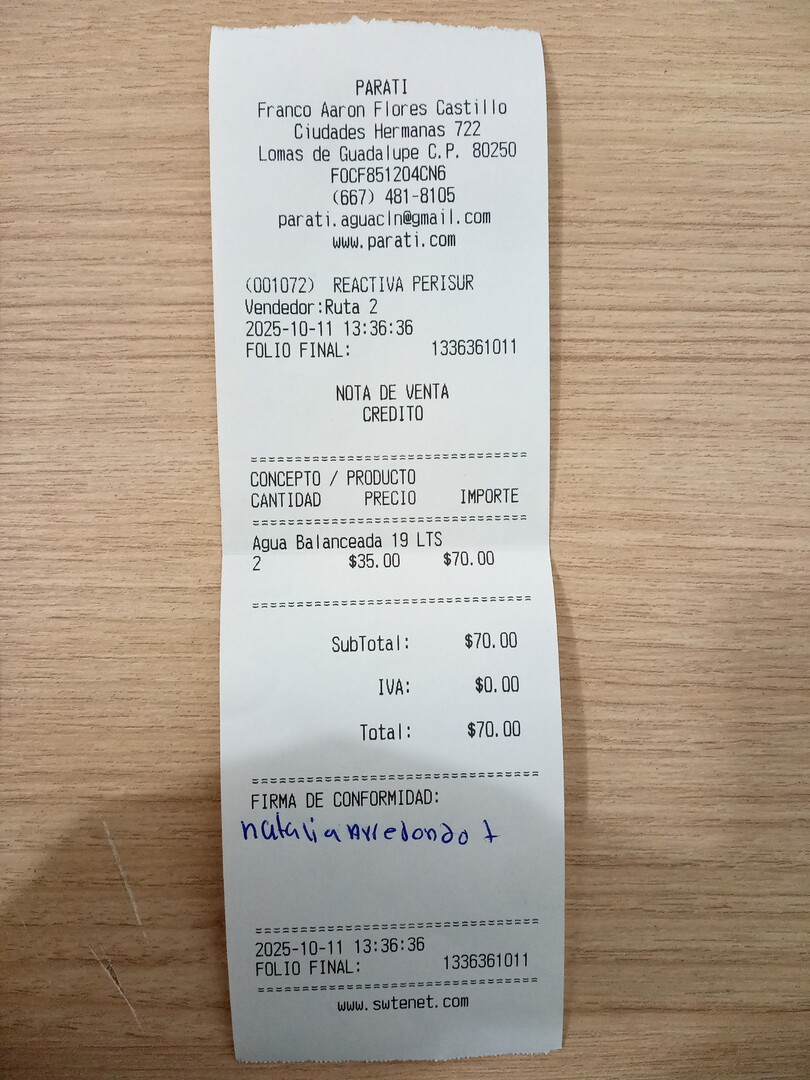 PARATI
Franco Aaron Flores Castillo
Ciudades Hermanas 722
Lomas de Guadalupe C.P. 80250
FOCF851204CN6
(667) 481-8105
parati.aguacln@gmail.com
www.parati.com
(001072) REACTIVA PERISUR
Vendedor:Ruta 2
2025-10-11 13:36:36
FOLIO FINAL: 1336361011
NOTA DE VENTA
CREDITO
==============================
CONCEPTO / PRODUCTO
CANTIDAD PRECIO IMPORTE
==============================
Agua Balanceada 19 LTS
2 $35.00 $70.00
==============================
SubTotal: $70.00
IVA: $0.00
Total: $70.00
==============================
FIRMA DE CONFORMIDAD:
natalia Arredondo t
==============================
2025-10-11 13:36:36
FOLIO FINAL: 1336361011
==============================
www.swtenet.com